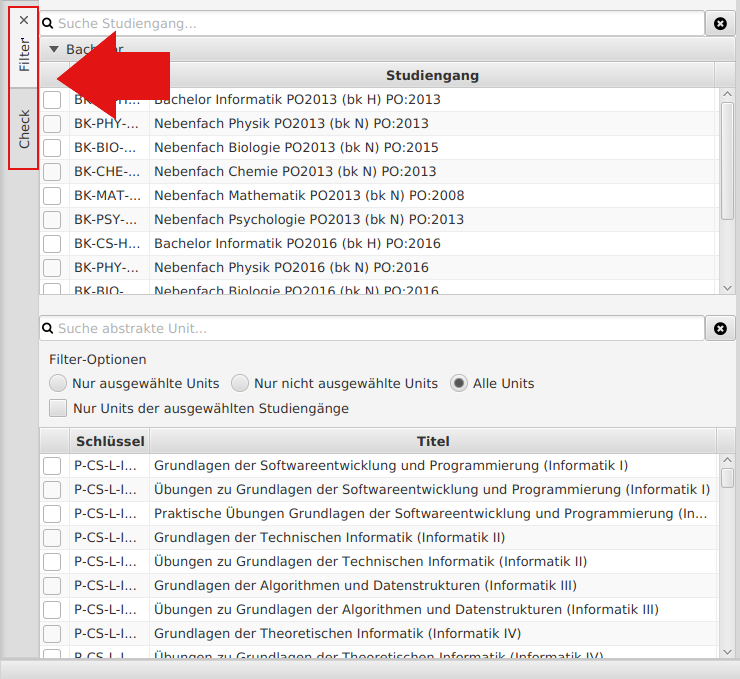 Filter
Check
Suche Studiengang...
Studiengang
Bachelor Informatik PO2013 (bk H) PO:2013
BK-PHY-... Nebenfach Physik PO2013 (bk N) PO:2013
BK-BIO-... Nebenfach Biologie PO2013 (bk N) PO:2015
BK-CHE-... Nebenfach Chemie PO2013 (bk N) PO:2013
BK-MAT-... Nebenfach Mathematik PO2013 (bk N) PO:2008
BK-PSY-... Nebenfach Psychologie PO2013 (bk N) PO:2013
BK-CS-H... Bachelor Informatik PO2016 (bk H) PO:2016
BK-PHY-... Nebenfach Physik PO2016 (bk N) PO:2016
BK-BIO-... Nebenfach Biologie PO2016 (bk N) PO:2016
Suche abstrakte Unit...
Filter-Optionen
Nur ausgewählte Units Nur nicht ausgewählte Units Alle Units
Nur Units der ausgewählten Studiengänge
Schlüssel Titel
P-CS-L-I... Grundlagen der Softwareentwicklung und Programmierung (Informatik I)
P-CS-L-I... Übungen zu Grundlagen der Softwareentwicklung und Programmierung (Informatik I)
P-CS-L-I... Praktische Übungen Grundlagen der Softwareentwicklung und Programmierung (In...
P-CS-L-I... Grundlagen der Technischen Informatik (Informatik II)
P-CS-L-I... Übungen zu Grundlagen der Technischen Informatik (Informatik II)
P-CS-L-I... Grundlagen der Algorithmen und Datenstrukturen (Informatik III)
P-CS-L-I... Übungen zu Grundlagen der Algorithmen und Datenstrukturen (Informatik III)
P-CS-L-I... Grundlagen der Theoretischen Informatik (Informatik IV)
P-CS-L-I... Übungen zu Grundlagen der Theoretischen Informatik (Informatik IV)